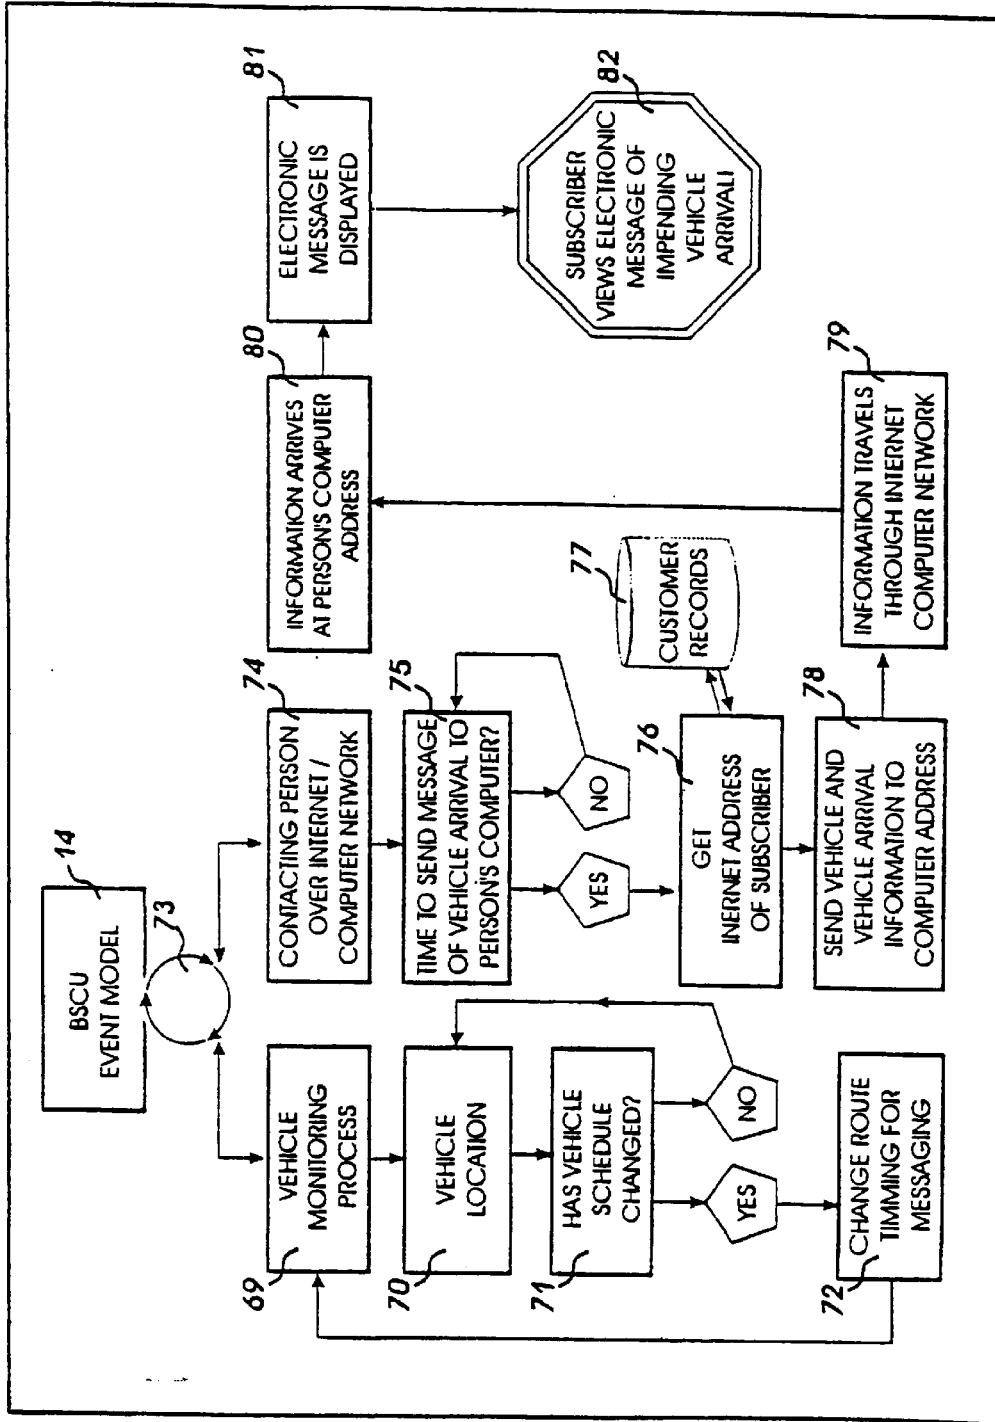 14
BSCU
EVENT MODEL
73
69
VEHICLE
MONITORING
PROCESS
70
VEHICLE
LOCATION
71
HAS VEHICLE
SCHEDULE
CHANGED?
YES
NO
72
CHANGE ROUTE
TIMMING FOR
MESSAGING
74
CONTACTING PERSON
OVER INTERNET /
COMPUTER NETWORK
75
TIME TO SEND MESSAGE
OF VEHICLE ARRIVAL TO
PERSON'S COMPUTER?
YES
NO
76
GET
INERNET ADDRESS
OF SUBSCRIBER
77
CUSTOMER
RECORDS
78
SEND VEHICLE AND
VEHICLE ARRIVAL
INFORMATION TO
COMPUTER ADDRESS
79
INFORMATION TRAVELS
THROUGH INTERNET
COMPUTER NETWORK
80
INFORMATION ARRIVES
AT PERSON'S COMPUTER
ADDRESS
81
ELECTRONIC
MESSAGE IS
DISPLAYED
82
SUBSCRIBER
VIEWS ELECTRONIC
MESSAGE OF
IMPENDING
VEHICLE
ARRIVAL!